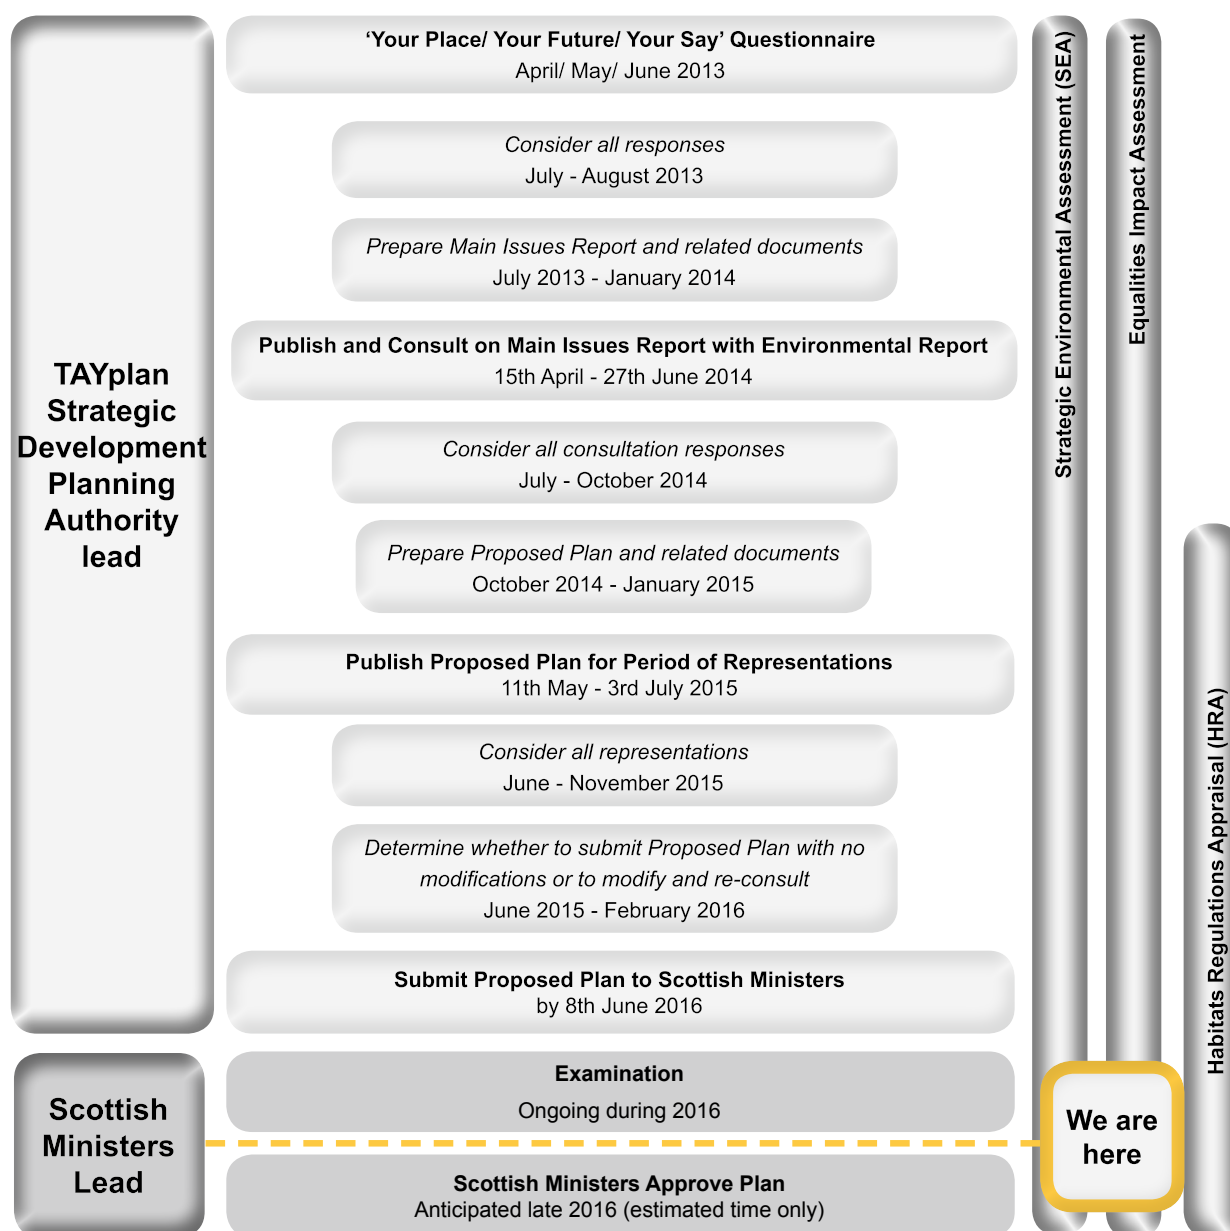 ‘Your Place/ Your Future/ Your Say’ Questionnaire
April/ May/ June 2013
Consider all responses
July - August 2013
Prepare Main Issues Report and related documents
July 2013 - January 2014
Publish and Consult on Main Issues Report with Environmental Report
15th April - 27th June 2014
TAYplan
Strategic
Development
Planning
Authority
lead
Consider all consultation responses
July - October 2014
Prepare Proposed Plan and related documents
October 2014 - January 2015
Publish Proposed Plan for Period of Representations
11th May - 3rd July 2015
Consider all representations
June - November 2015
Determine whether to submit Proposed Plan with no
modifications or to modify and re-consult
June 2015 - February 2016
Submit Proposed Plan to Scottish Ministers
by 8th June 2016
Scottish
Ministers
Lead
Examination
Ongoing during 2016
Scottish Ministers Approve Plan
Anticipated late 2016 (estimated time only)
Strategic Environmental Assessment (SEA)
Equalities Impact Assessment
Habitats Regulations Appraisal (HRA)
We are
here